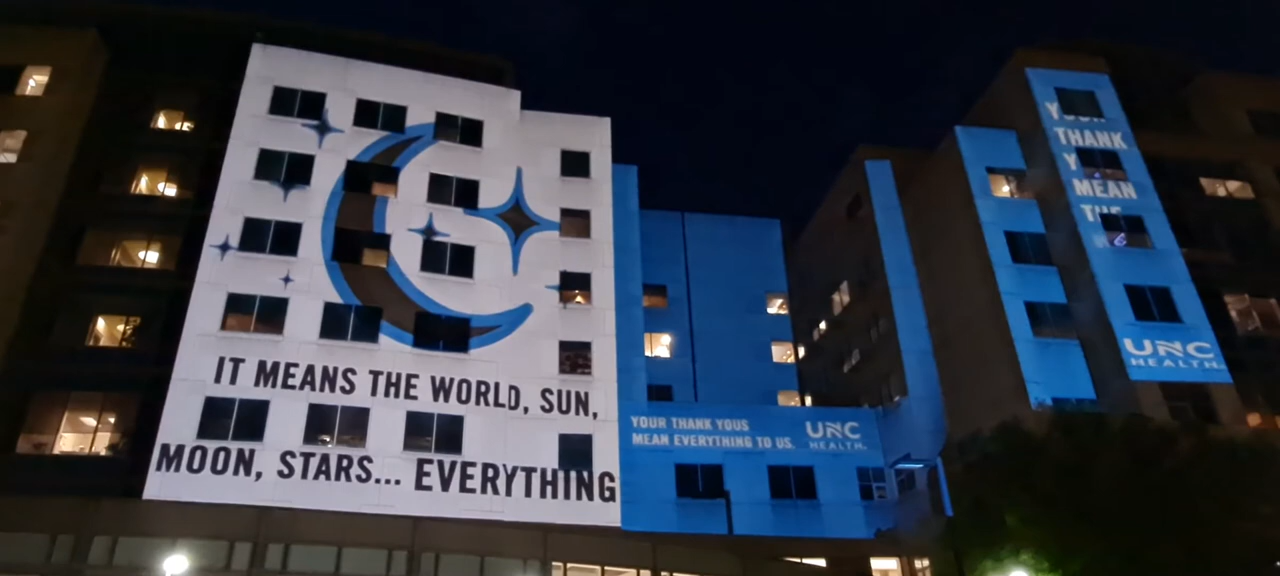 IT MEANS THE WORLD, SUN,
MOON, STARS... EVERYTHING
YOUR THANK YOUS
MEAN EVERYTHING TO US.
UNC
HEALTH
THANK
MEAN
UNC
HEALTH